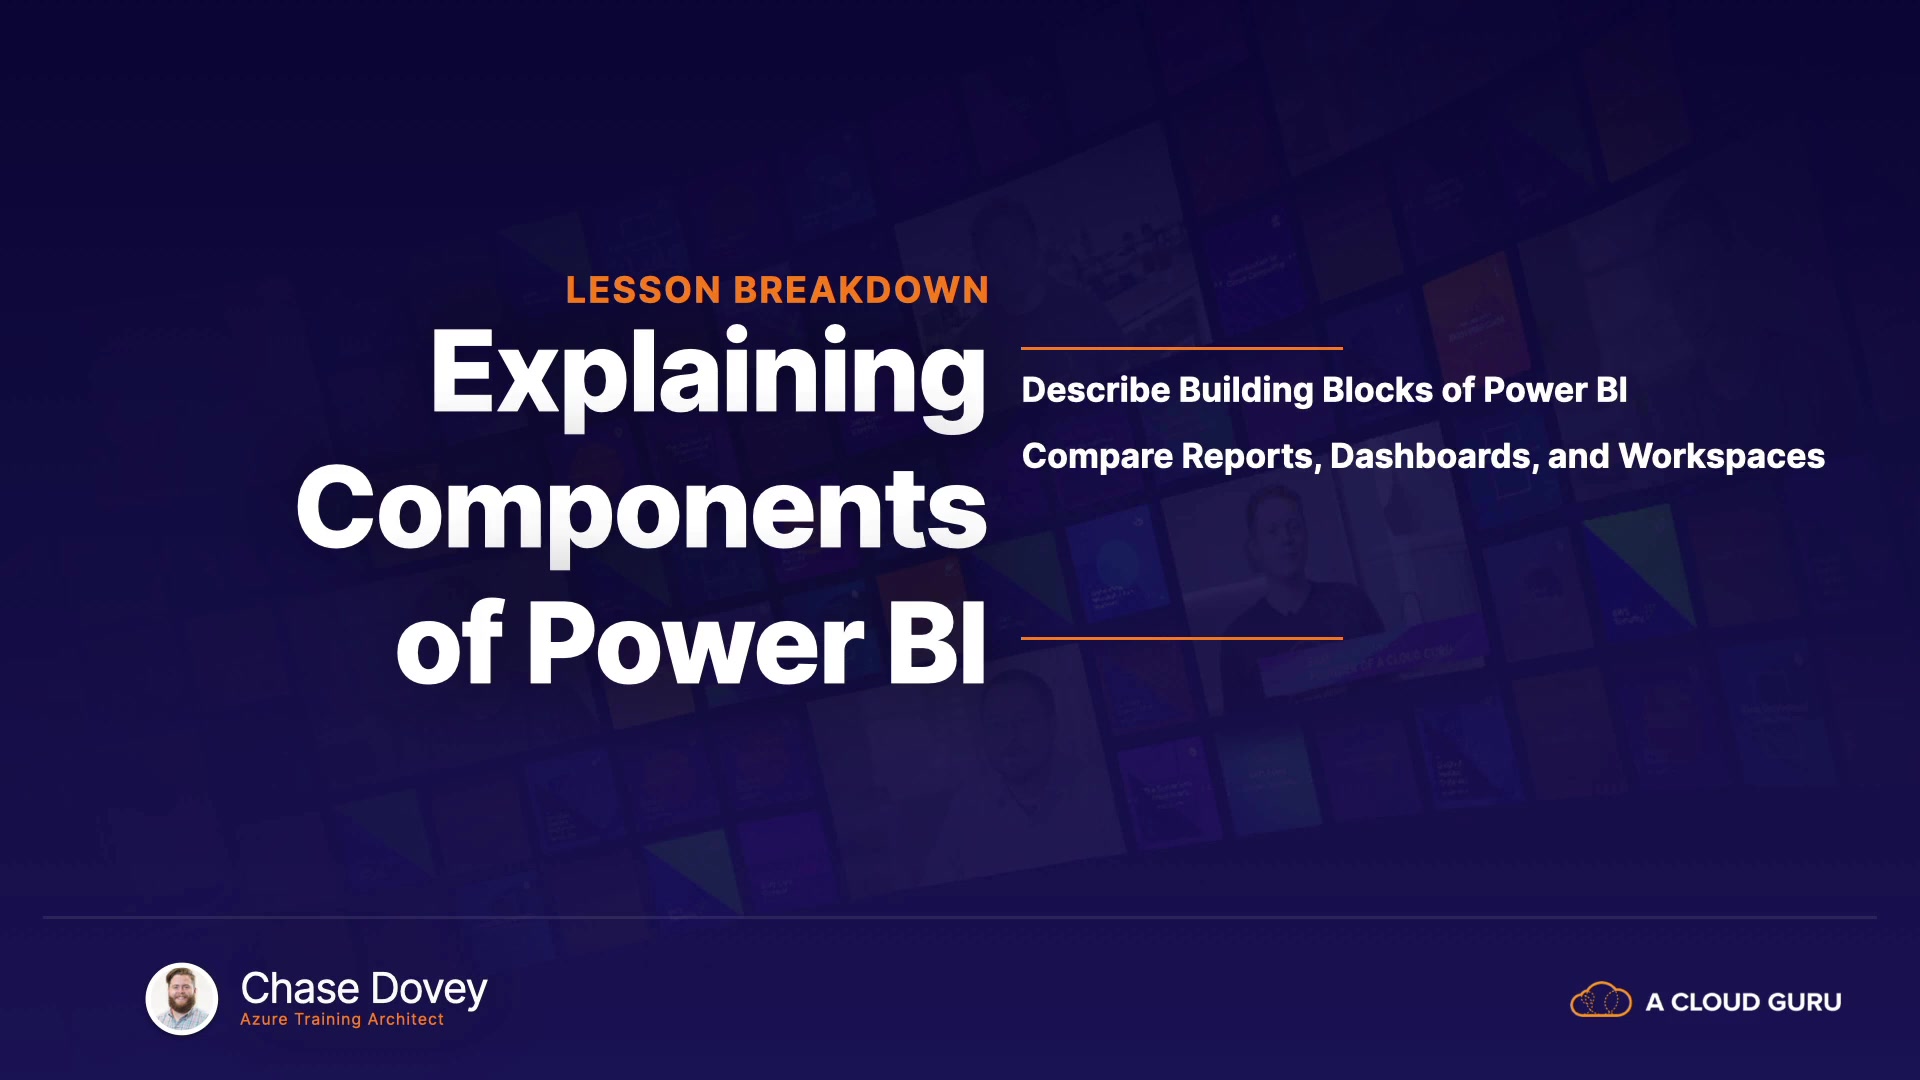 LESSON BREAKDOWN
Explaining
Components
of Power BI
Describe Building Blocks of Power BI
Compare Reports, Dashboards, and Workspaces
Chase Dovey
Azure Training Architect
A CLOUD GURU